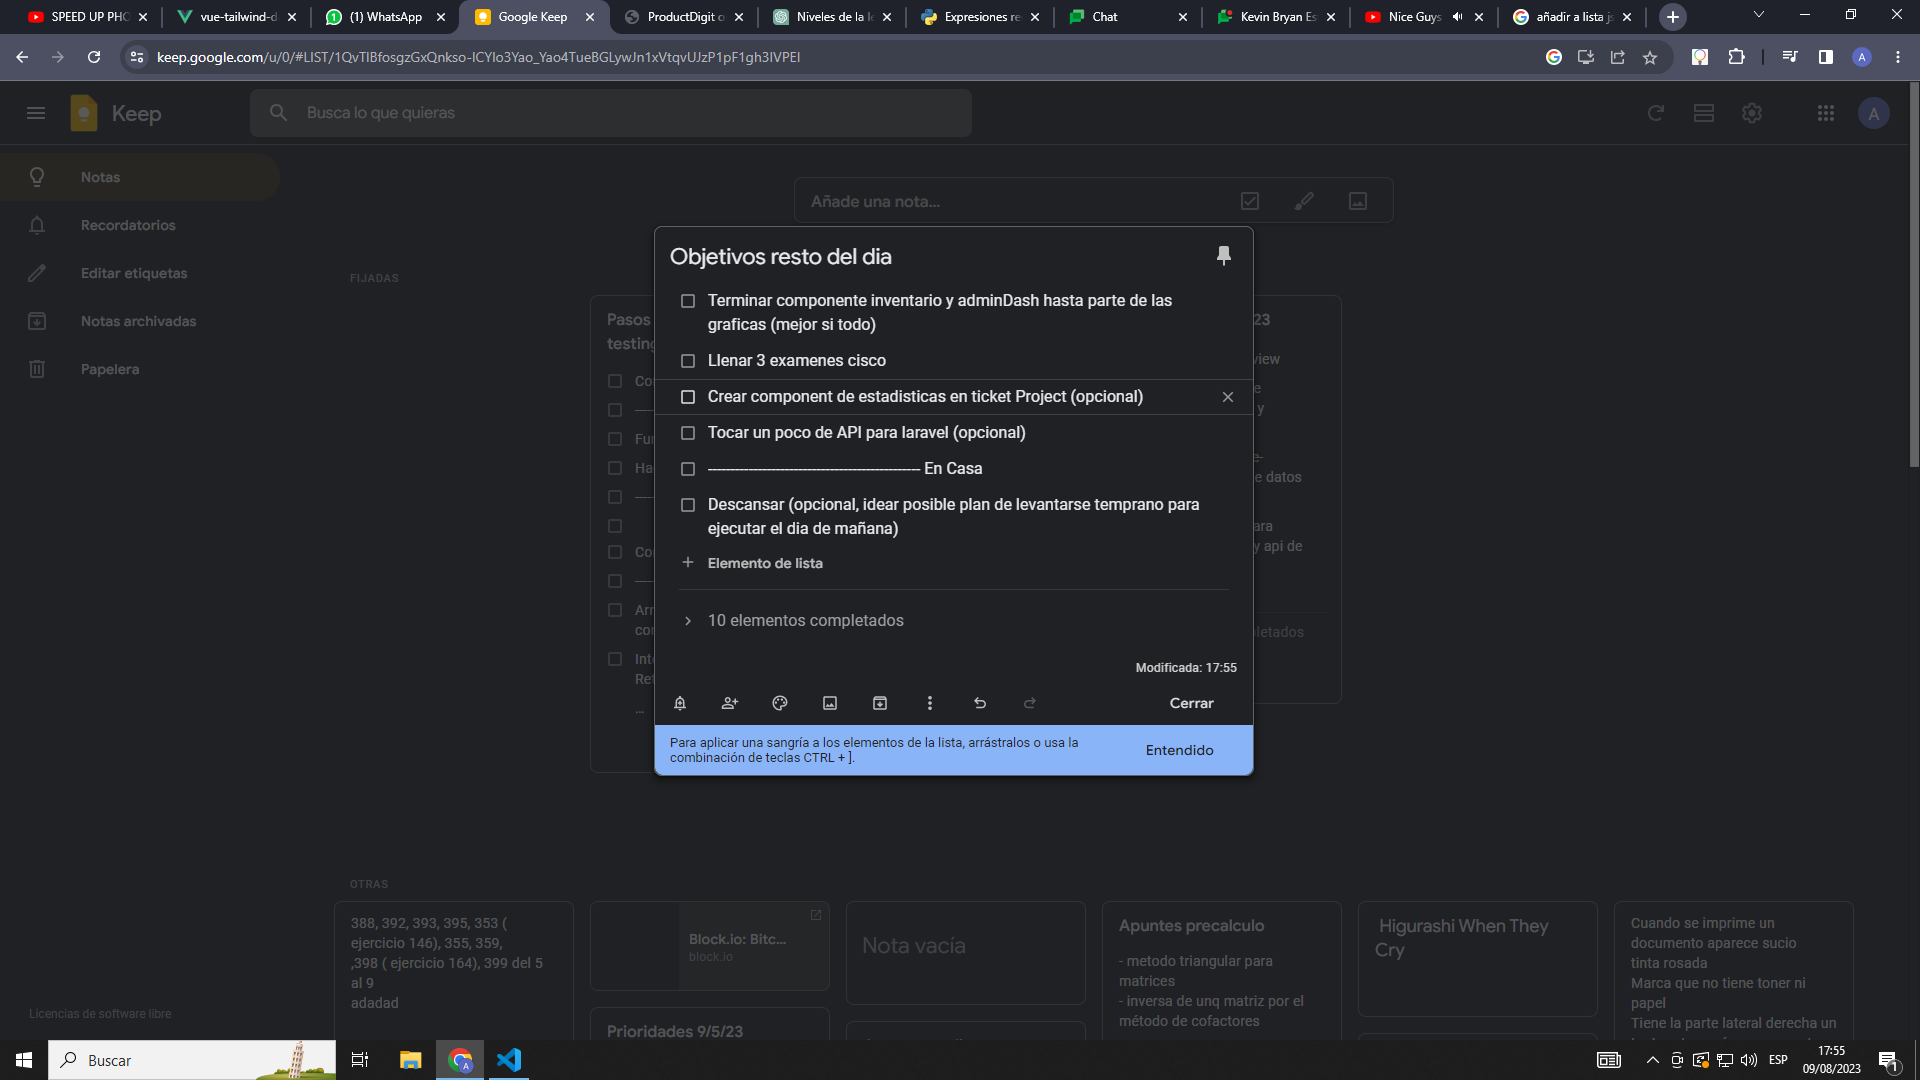 SPEED UP PHO
vue-tailwind-d
(1) WhatsApp
Google Keep
ProductDigit c
Niveles de la le
Expresiones re
Chat
Kevin Bryan Es
Nice Guys
añadir a lista js
keep.google.com/u/0/#LIST/1QvTlBfosgzGxQnkso-ICYIo3Yao_Yao4TueBGLywJn1xVtqvUJzP1pF1gh3IVPEI
A
Keep
Busca lo que quieras
A
Notas
Recordatorios
Editar etiquetas
Notas archivadas
Papelera
Añade una nota...
FIJADAS
Pasos
testing
Objetivos resto del dia
Terminar componente inventario y adminDash hasta parte de las
graficas (mejor si todo)
Llenar 3 examenes cisco
Crear component de estadisticas en ticket Project (opcional)
Tocar un poco de API para laravel (opcional)
----------------------------------------------- En Casa
Descansar (opcional, idear posible plan de levantarse temprano para
ejecutar el dia de mañana)
Elemento de lista
10 elementos completados
Modificada: 17:55
Cerrar
Para aplicar una sangría a los elementos de la lista, arrástralos o usa la
combinación de teclas CTRL + ].
Entendido
23
view
e
y
e-
e datos
ara
y api de
letados
OTRAS
388, 392, 393, 395, 353 (
ejercicio 146), 355, 359,
,398 ( ejercicio 164), 399 del 5
al 9
adadad
Block.io: Bitc...
block.io
Prioridades 9/5/23
Nota vacía
Apuntes precalculo
- metodo triangular para
matrices
- inversa de unq matriz por el
método de cofactores
Higurashi When They
Cry
Cuando se imprime un
documento aparece sucio
tinta rosada
Marca que no tiene toner ni
papel
Tiene la parte lateral derecha un
Licencias de software libre
Buscar
ESP
17:55
09/08/2023
1